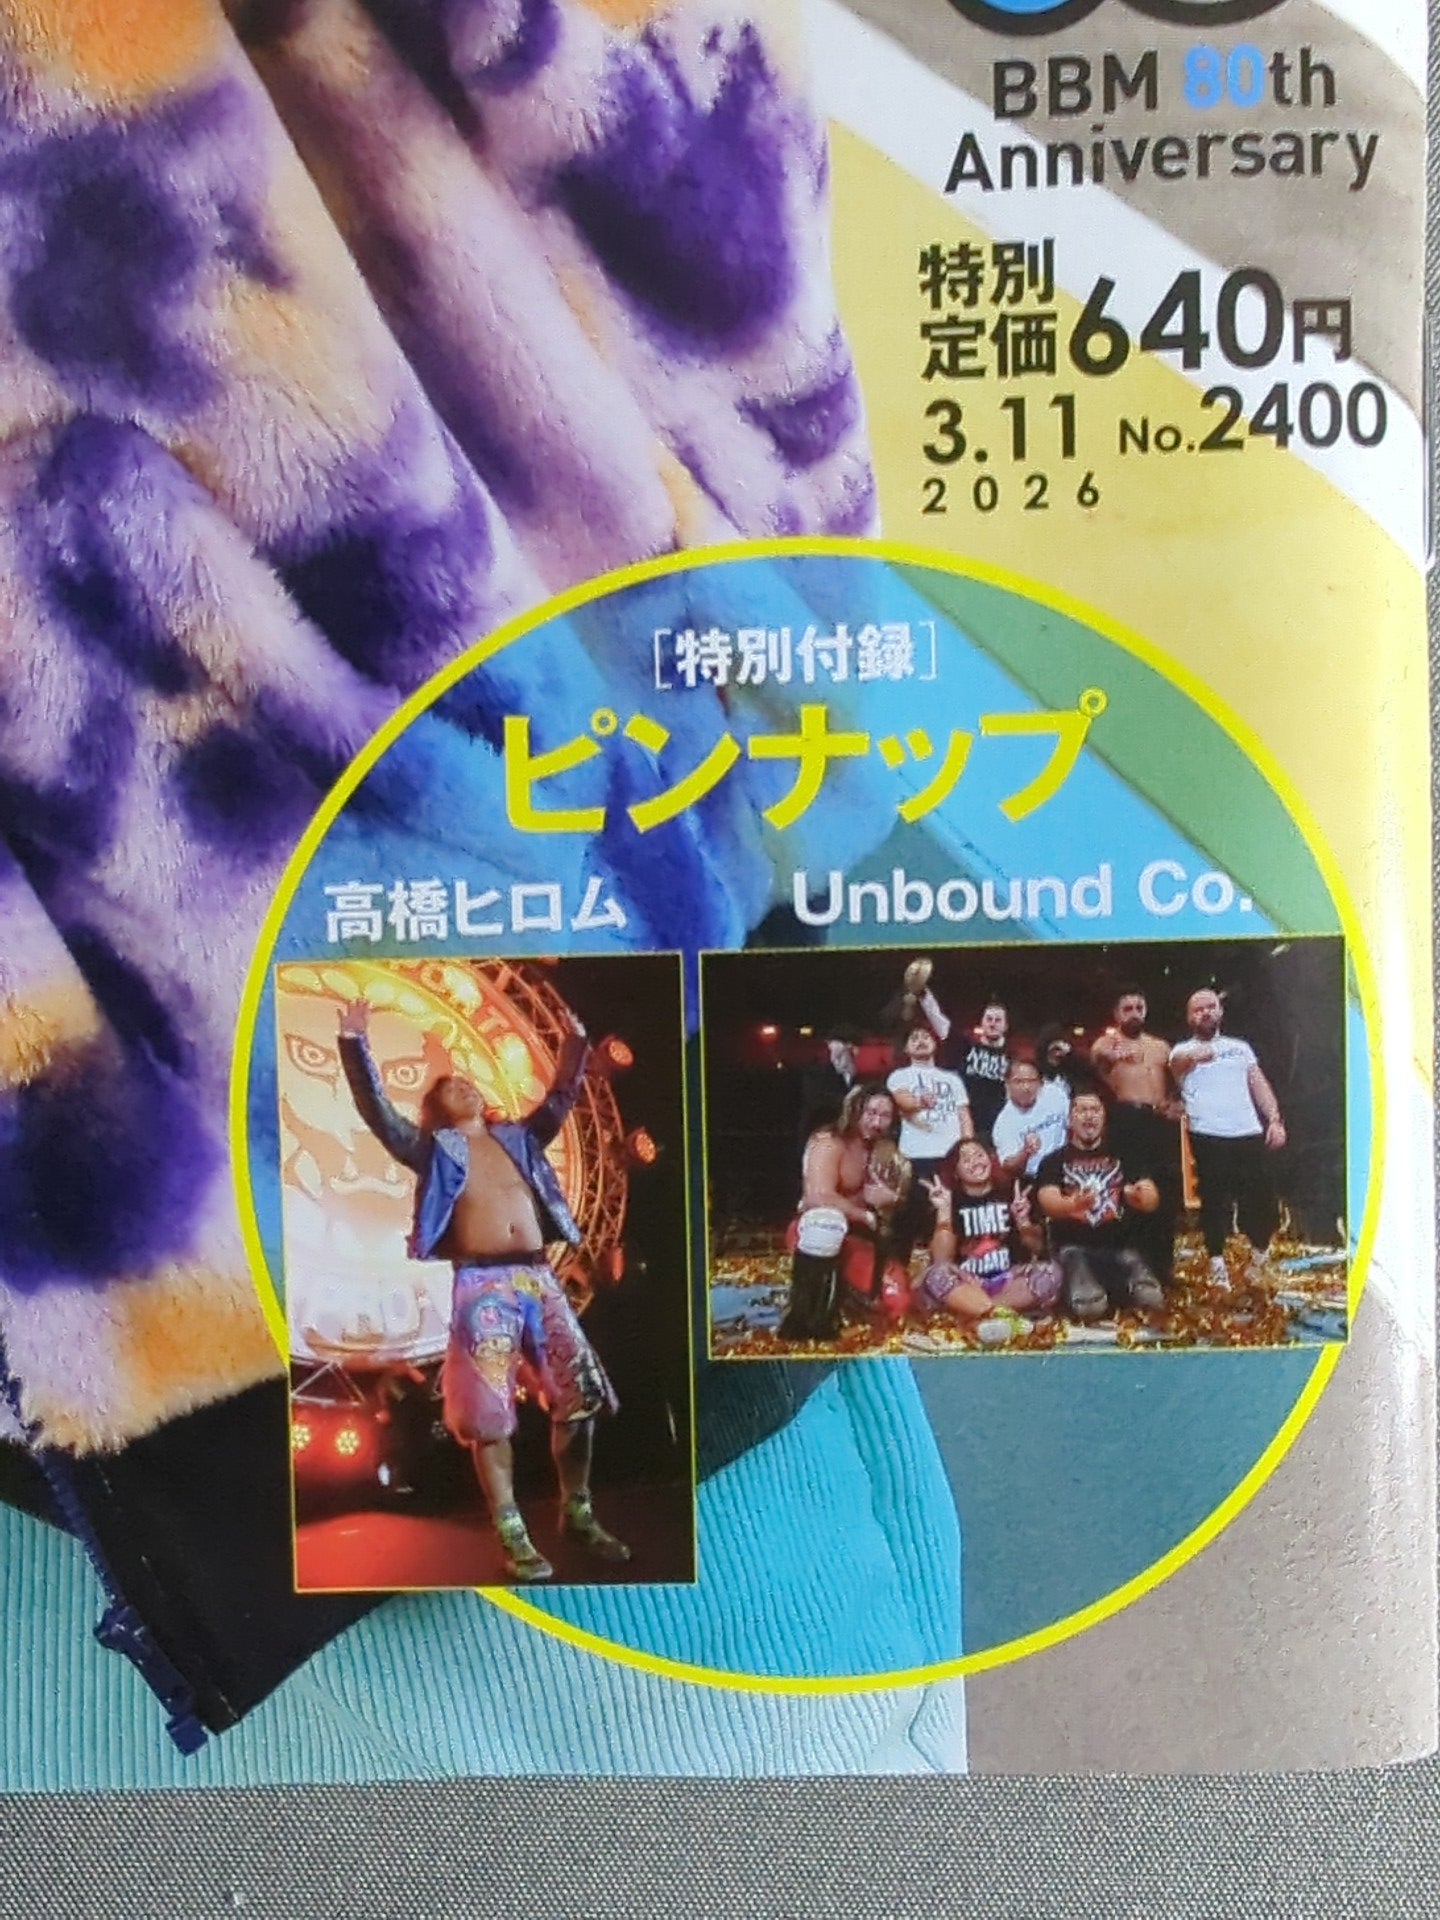 BBM 80th
Anniversary
特別
定価640円
3.11 No.2400
2026
[特別付録]
ピンナップ
高橋ヒロム
Unbound Co.
TIME
BOMB